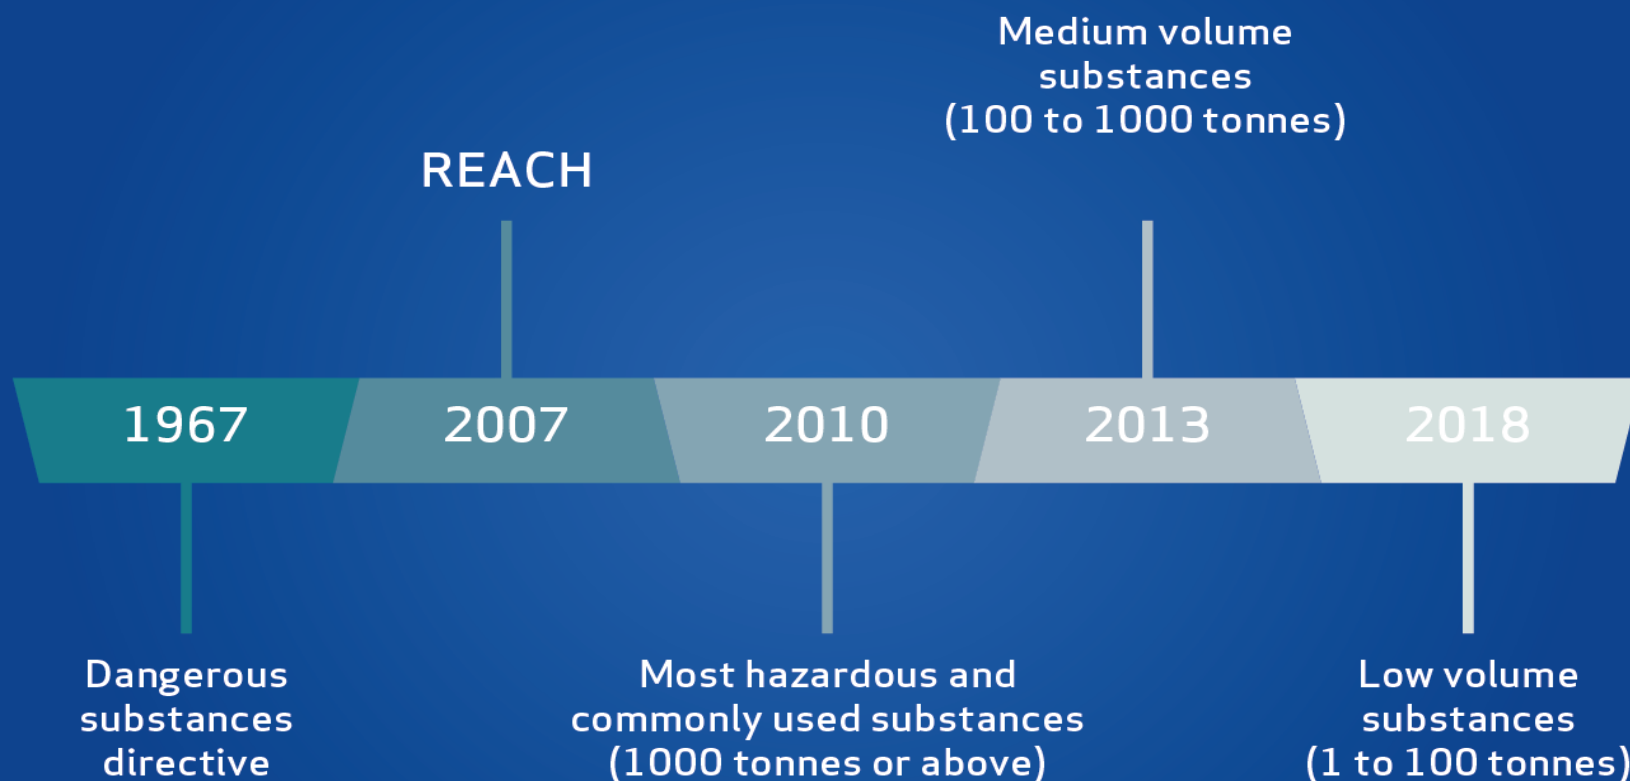 Medium volume
substances
(100 to 1000 tonnes)
REACH
1967
2007
2010
2013
2018
Dangerous
substances
directive
Most hazardous and
commonly used substances
(1000 tonnes or above)
Low volume
substances
(1 to 100 tonnes)